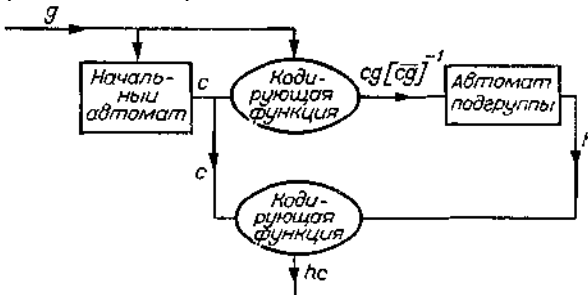 g
Началь-
ный
автомат
c
Коди-
рующая
функция
cg[c̅g̅]⁻¹
Автомат
подгруппы
h
c
Коди-
рующая
функция
hc